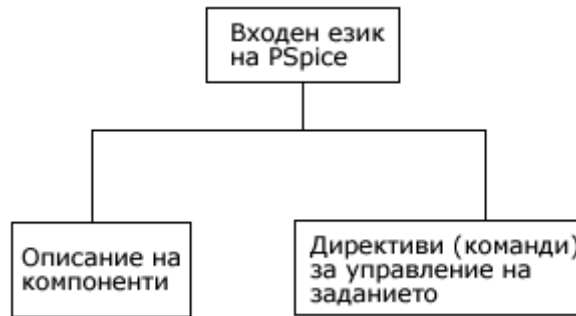 Входен език
на PSpice
Описание на
компоненти
Директиви (команди)
за управление на
заданието